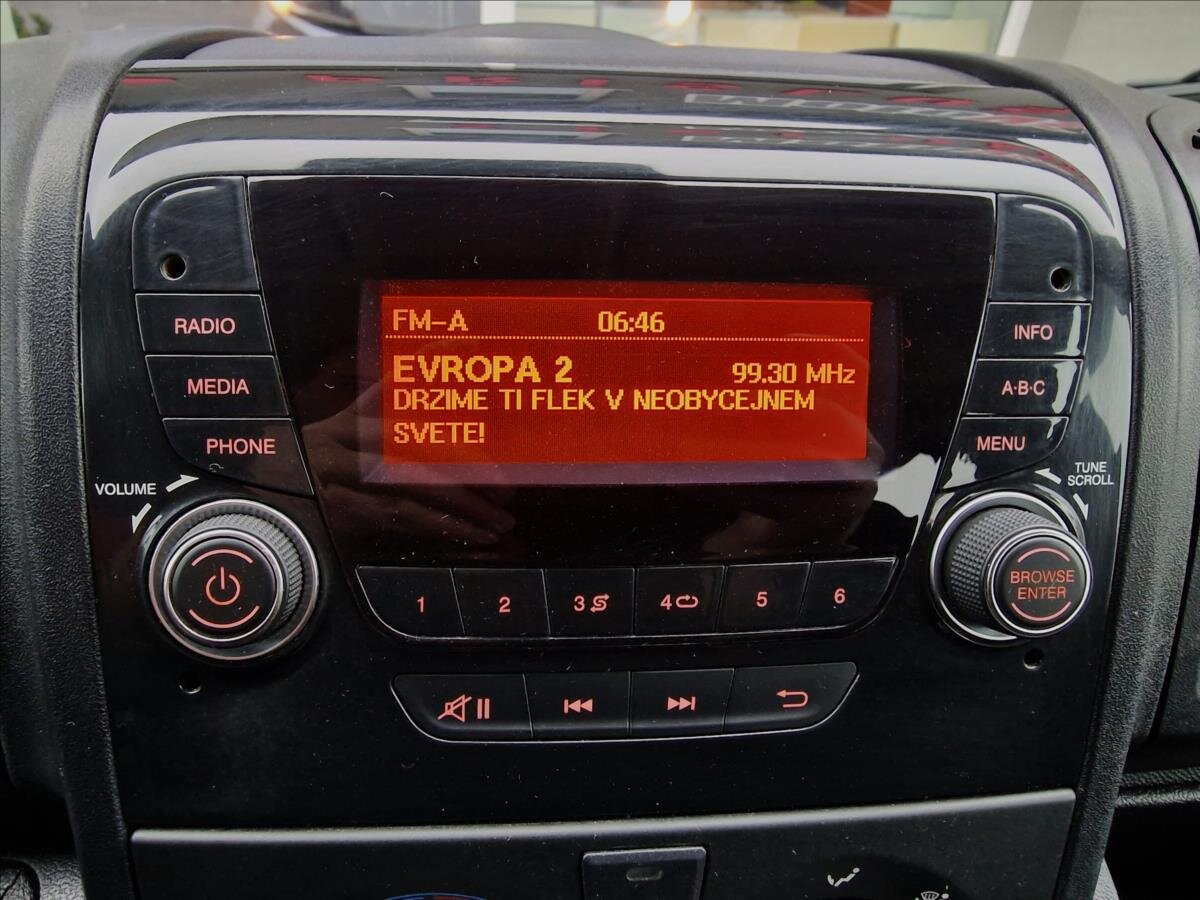 RADIO
MEDIA
PHONE
VOLUME
FM-A 06:46
EVROPA 2 99.30 MHz
DRZIME TI FLEK V NEOBYCEJNEM
SVETE!
INFO
A·B·C
MENU
TUNE
SCROLL
BROWSE
ENTER
1 2 3 4 5 6